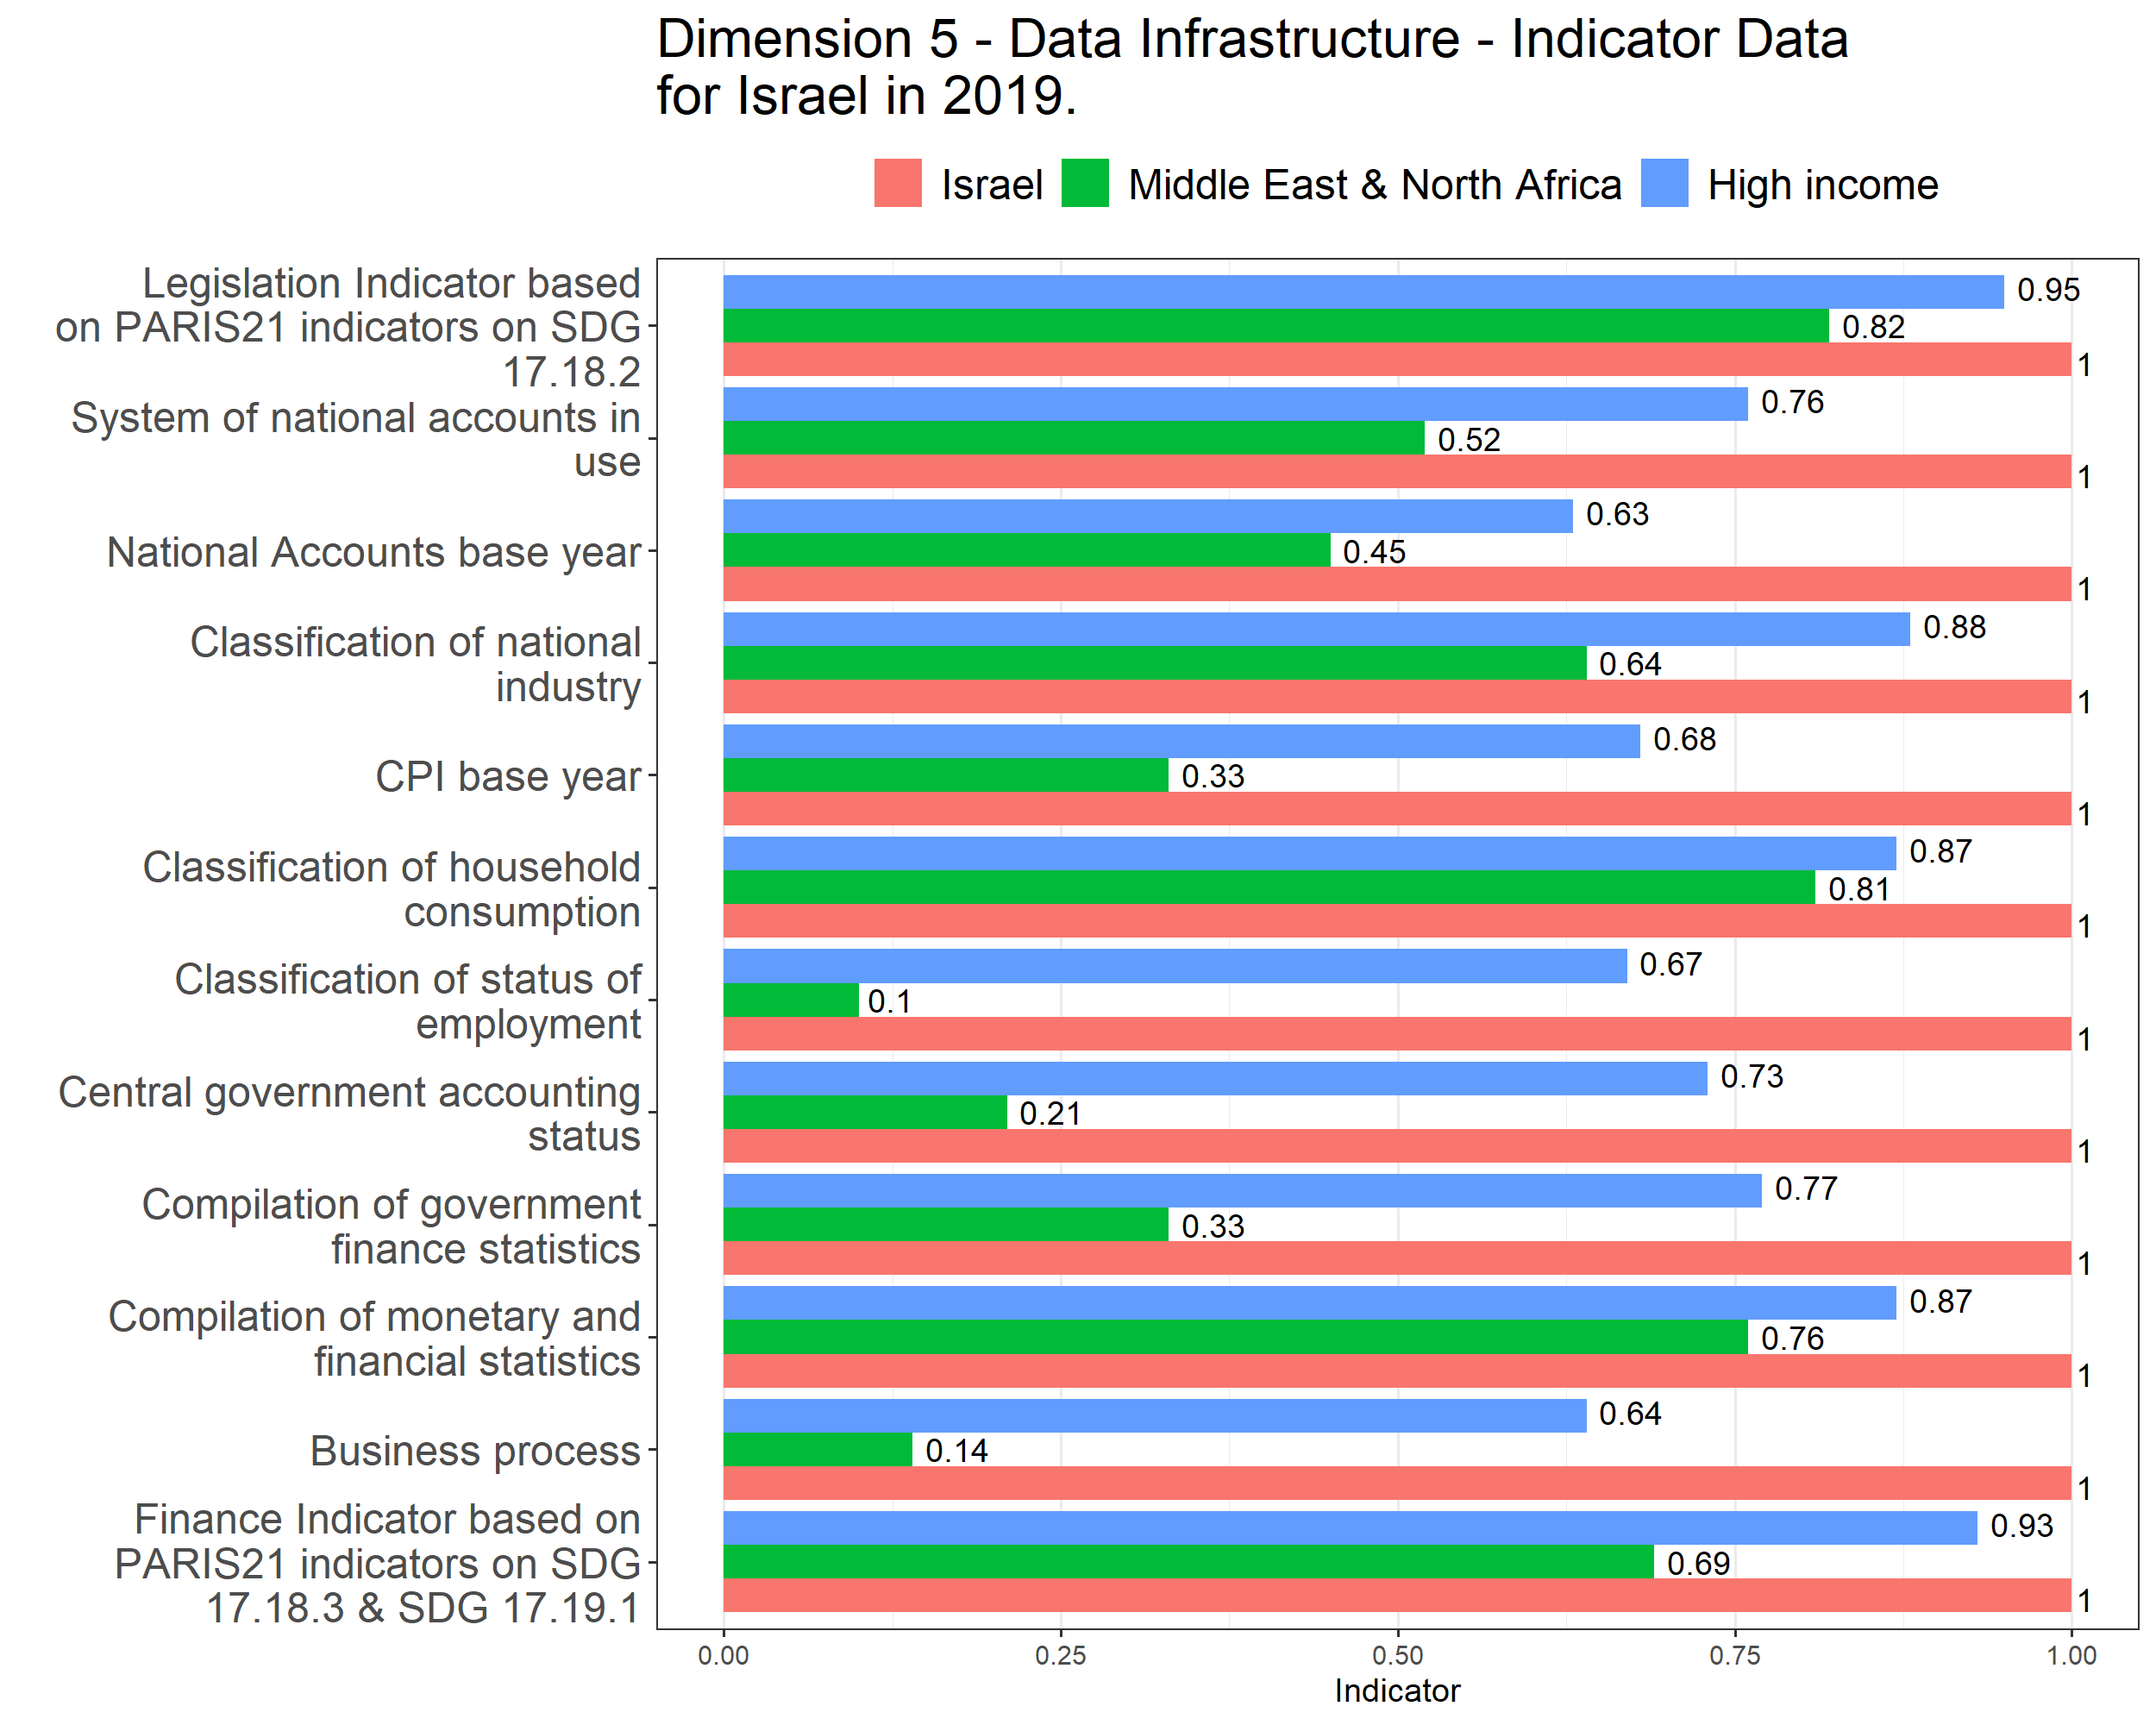 Dimension 5 - Data Infrastructure - Indicator Data
for Israel in 2019.
Israel Middle East & North Africa High income
Legislation Indicator based
on PARIS21 indicators on SDG
17.18.2
0.95
0.82
1
System of national accounts in
use
0.76
0.52
1
National Accounts base year
0.63
0.45
1
Classification of national
industry
0.88
0.64
1
CPI base year
0.68
0.33
1
Classification of household
consumption
0.87
0.81
1
Classification of status of
employment
0.67
0.1
1
Central government accounting
status
0.73
0.21
1
Compilation of government
finance statistics
0.77
0.33
1
Compilation of monetary and
financial statistics
0.87
0.76
1
Business process
0.64
0.14
1
Finance Indicator based on
PARIS21 indicators on SDG
17.18.3 & SDG 17.19.1
0.93
0.69
1
0.00 0.25 0.50 0.75 1.00
Indicator